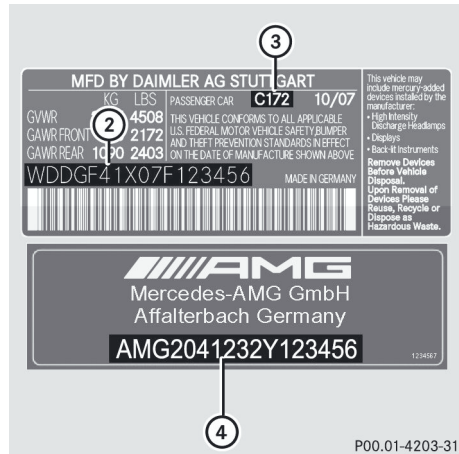 3
MFD BY DAIMLER AG STUTTGART
KG LBS PASSENGER CAR C172 10/07
GVWR 4508 THIS VEHICLE CONFORMS TO ALL APPLICABLE
GAWR FRONT 2172 U.S. FEDERAL MOTOR VEHICLE SAFETY,BUMPER
GAWR REAR 1090 2403 AND THEFT PREVENTION STANDARDS IN EFFECT
ON THE DATE OF MANUFACTURE SHOWN ABOVE
2
WDDGF41X07F123456 MADE IN GERMANY
This vehicle may
include mercury-added
devices installed by the
manufacturer:
• High Intensity
Discharge Headlamps
• Displays
• Back-lit Instruments
Remove Devices
Before Vehicle
Disposal.
Upon Removal of
Devices Please
Reuse, Recycle or
Dispose as
Hazardous Waste.
AMG
Mercedes-AMG GmbH
Affalterbach Germany
AMG2041232Y123456
1234567
4
P00.01-4203-31